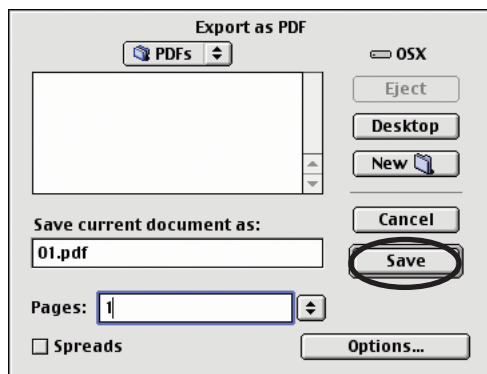 Export as PDF
PDFs
OSX
Eject
Desktop
New
Save current document as:
Cancel
01.pdf
Save
Pages: 1
Spreads
Options...